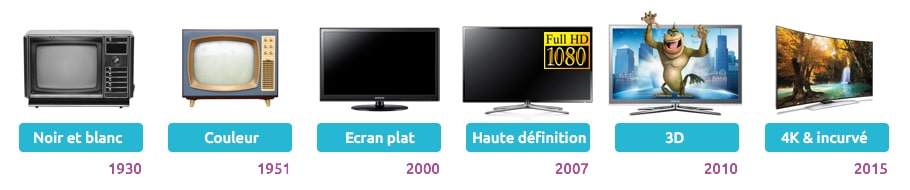 Full HD
1080
Noir et blanc
Couleur
Ecran plat
Haute définition
3D
4K & incurvé
1930
1951
2000
2007
2010
2015